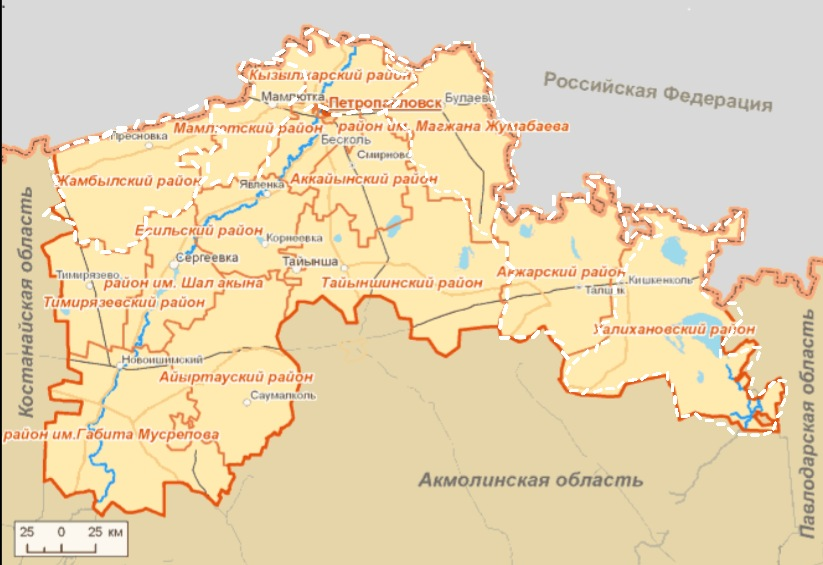 Российская Федерация
Кызылжарский район
Мамлютка
Петропавловск
Булаево
Мамлютский район
район им. Магжана Жумабаева
Пресновка
Бесколь
Смирново
Жамбылский район
Явленка
Аккайынский район
Есильский район
Корнеевка
Сергеевка
Тайынша
Тимирязево
район им. Шал акына
Тайыншинский район
Акжарский район
Талшик
Кишкенколь
Тимирязевский район
Уалихановский район
Новоишимский
Айыртауский район
Саумалколь
район им.Габита Мусрепова
Костанайская область
Акмолинская область
Павлодарская область
25 0 25 км